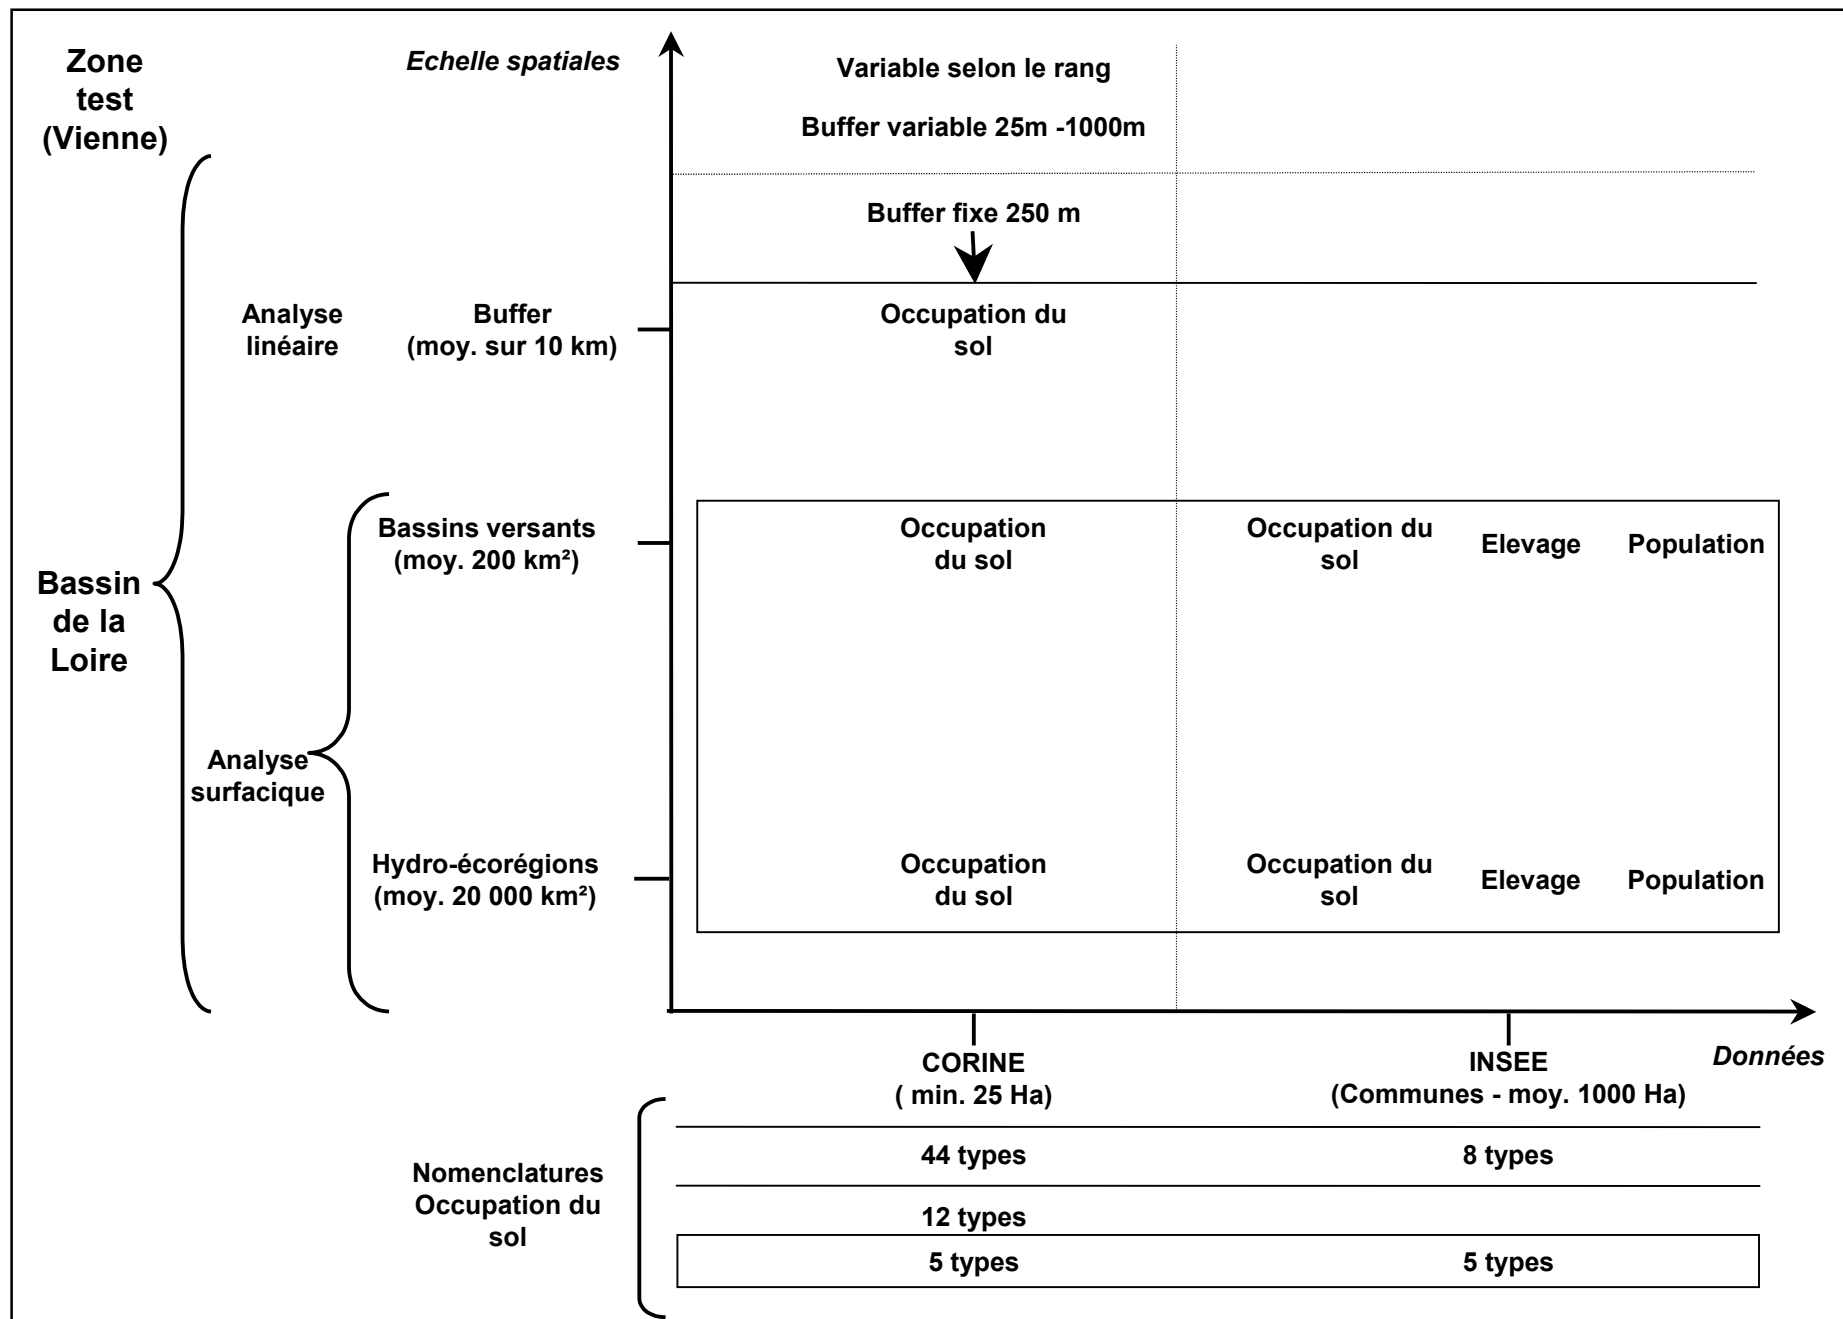 Zone
test
(Vienne)
Echelle spatiales
Variable selon le rang
Buffer variable 25m -1000m
Buffer fixe 250 m
Analyse
linéaire
Buffer
(moy. sur 10 km)
Occupation du
sol
Bassin
de la
Loire
Bassins versants
(moy. 200 km²)
Occupation
du sol
Occupation du
sol
Elevage
Population
Analyse
surfacique
Hydro-écorégions
(moy. 20 000 km²)
Occupation
du sol
Occupation du
sol
Elevage
Population
Données
CORINE
( min. 25 Ha)
INSEE
(Communes - moy. 1000 Ha)
Nomenclatures
Occupation du
sol
44 types
8 types
12 types
5 types
5 types